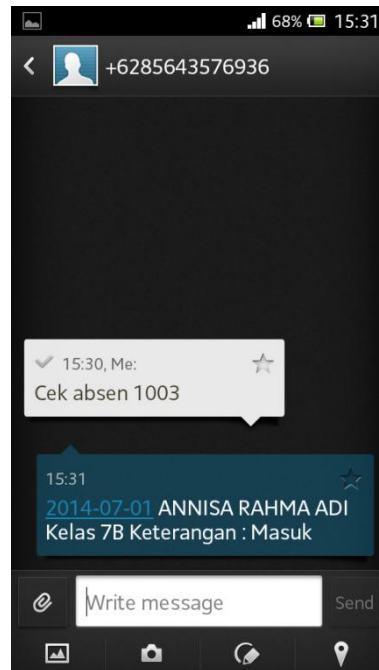 68% 15:31
+6285643576936
15:30, Me:
Cek absen 1003
15:31
2014-07-01 ANNISA RAHMA ADI
Kelas 7B Keterangan : Masuk
Write message
Send